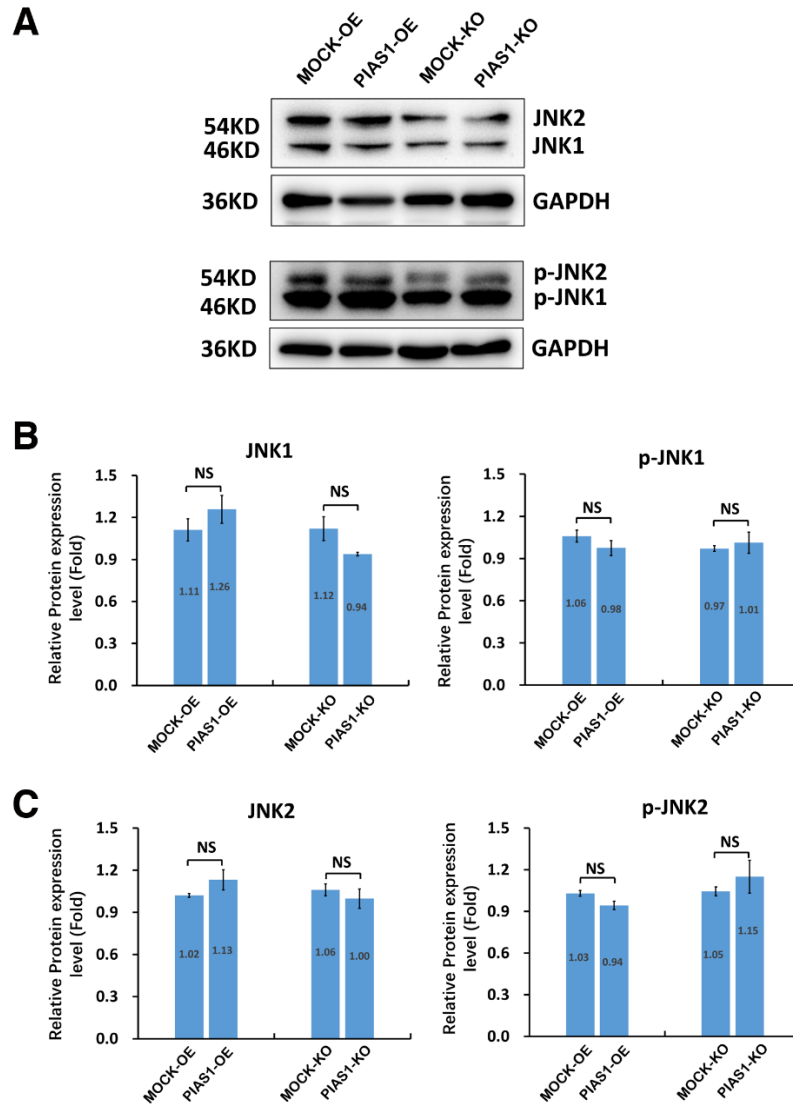 A
MOCK-OE PIAS1-OE MOCK-KO PIAS1-KO
54KD JNK2
46KD JNK1
36KD GAPDH
54KD p-JNK2
46KD p-JNK1
36KD GAPDH
B
JNK1
Relative Protein expression
level (Fold)
1.5
1.2
0.9
0.6
0.3
0.0
NS NS
1.11 1.26 1.12 0.94
MOCK-OE PIAS1-OE MOCK-KO PIAS1-KO
p-JNK1
Relative Protein expression
level (Fold)
1.5
1.2
0.9
0.6
0.3
0.0
NS NS
1.06 0.98 0.97 1.01
MOCK-OE PIAS1-OE MOCK-KO PIAS1-KO
C
JNK2
Relative Protein expression
level (Fold)
1.5
1.2
0.9
0.6
0.3
0.0
NS NS
1.02 1.13 1.06 1.00
MOCK-OE PIAS1-OE MOCK-KO PIAS1-KO
p-JNK2
Relative Protein expression
level (Fold)
1.5
1.2
0.9
0.6
0.3
0.0
NS NS
1.03 0.94 1.05 1.15
MOCK-OE PIAS1-OE MOCK-KO PIAS1-KO